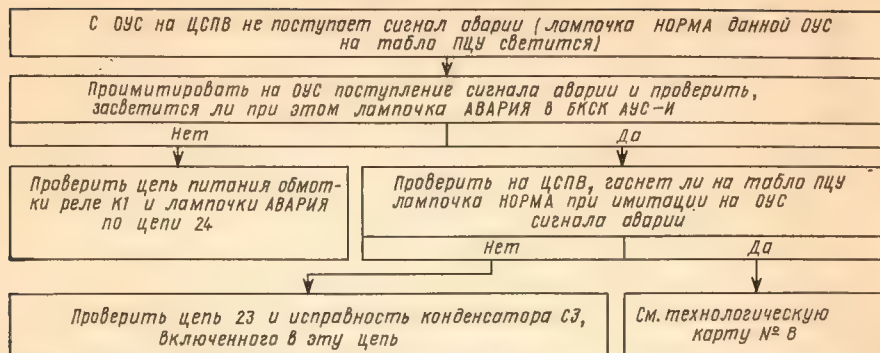 С ОУС на ЦСПВ не поступает сигнал аварии (лампочка НОРМА данной ОУС
на табло ПЦУ светится)
Проимитировать на ОУС поступление сигнала аварии и проверить,
засветится ли при этом лампочка АВАРИЯ в БКСК АУС-И
Нет
Да
Проверить цепь питания обмот-
ки реле К1 и лампочки АВАРИЯ
по цепи 24
Проверить на ЦСПВ, гаснет ли на табло ПЦУ
лампочка НОРМА при имитации на ОУС
сигнала аварии
Нет
Да
Проверить цепь 23 и исправность конденсатора С3,
включенного в эту цепь
См. технологическую
карту № 8